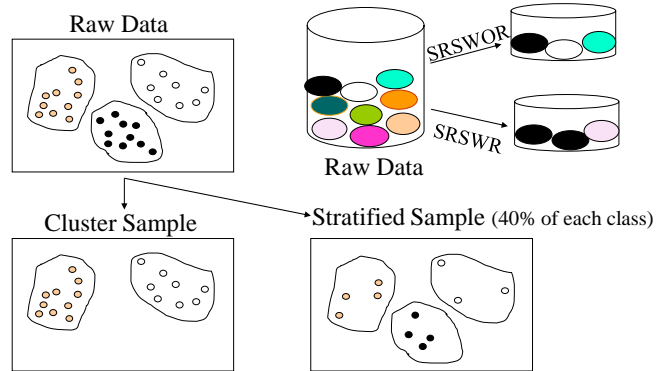 Raw Data
SRSWOR
SRSWR
Raw Data
Cluster Sample
Stratified Sample (40% of each class)